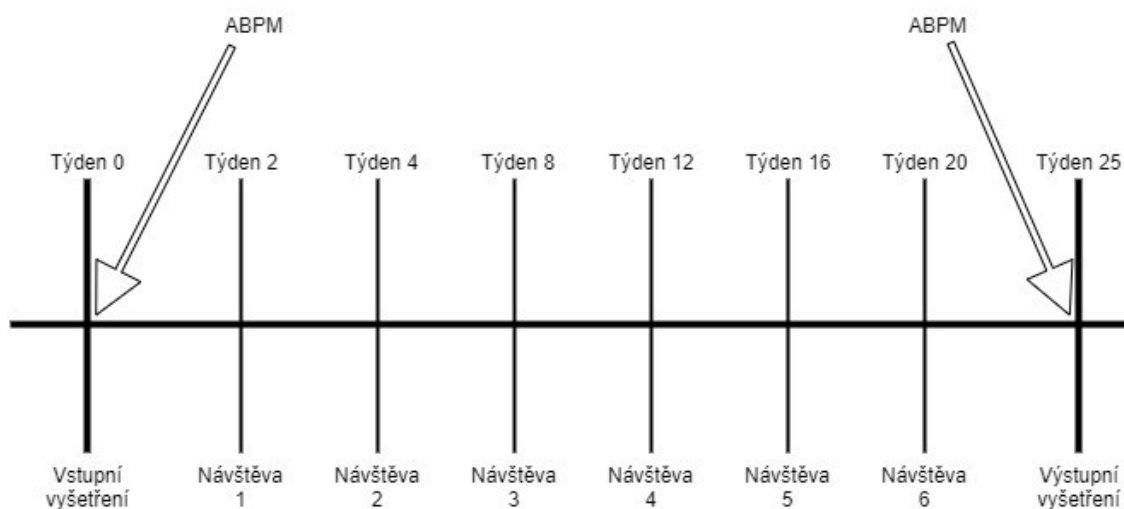 ABPM ABPM
Týden 0 Týden 2 Týden 4 Týden 8 Týden 12 Týden 16 Týden 20 Týden 25
Vstupní Návštěva Návštěva Návštěva Návštěva Návštěva Návštěva Výstupní
vyšetření 1 2 3 4 5 6 vyšetření